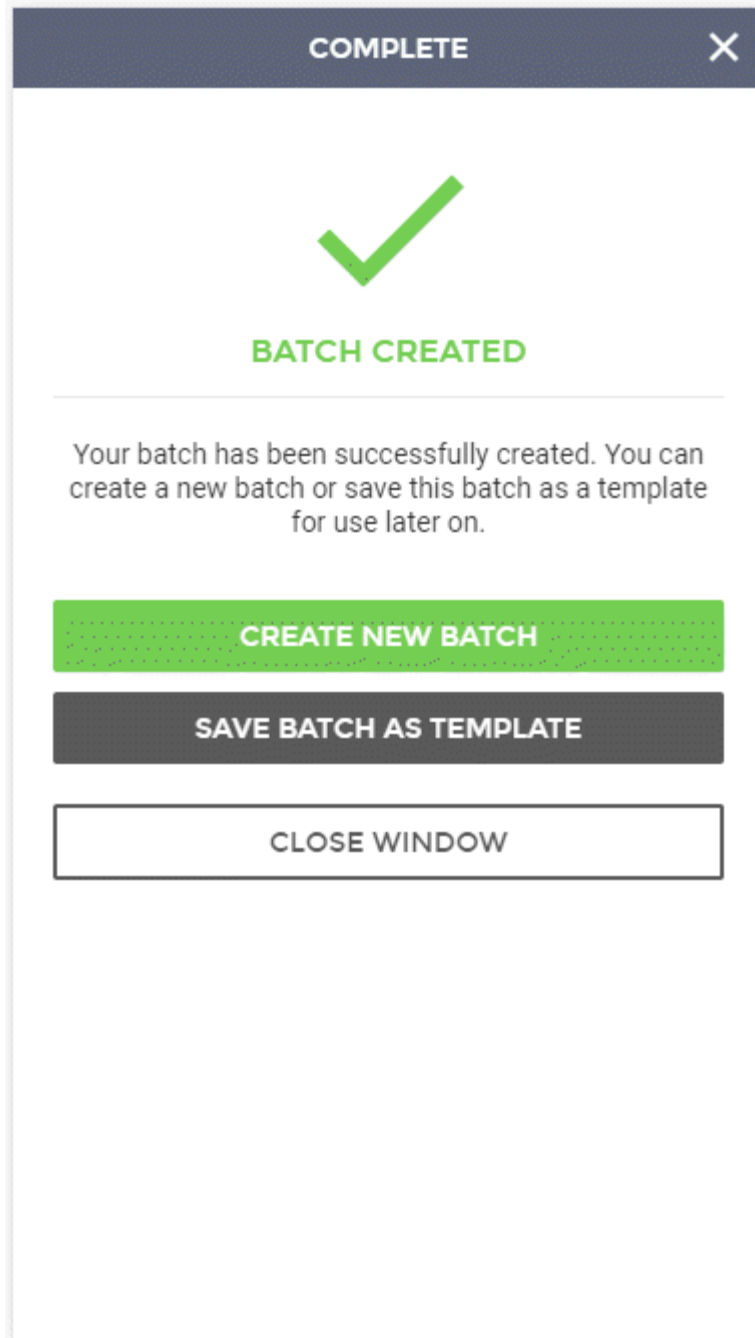 COMPLETE
BATCH CREATED
Your batch has been successfully created. You can
create a new batch or save this batch as a template
for use later on.
CREATE NEW BATCH
SAVE BATCH AS TEMPLATE
CLOSE WINDOW